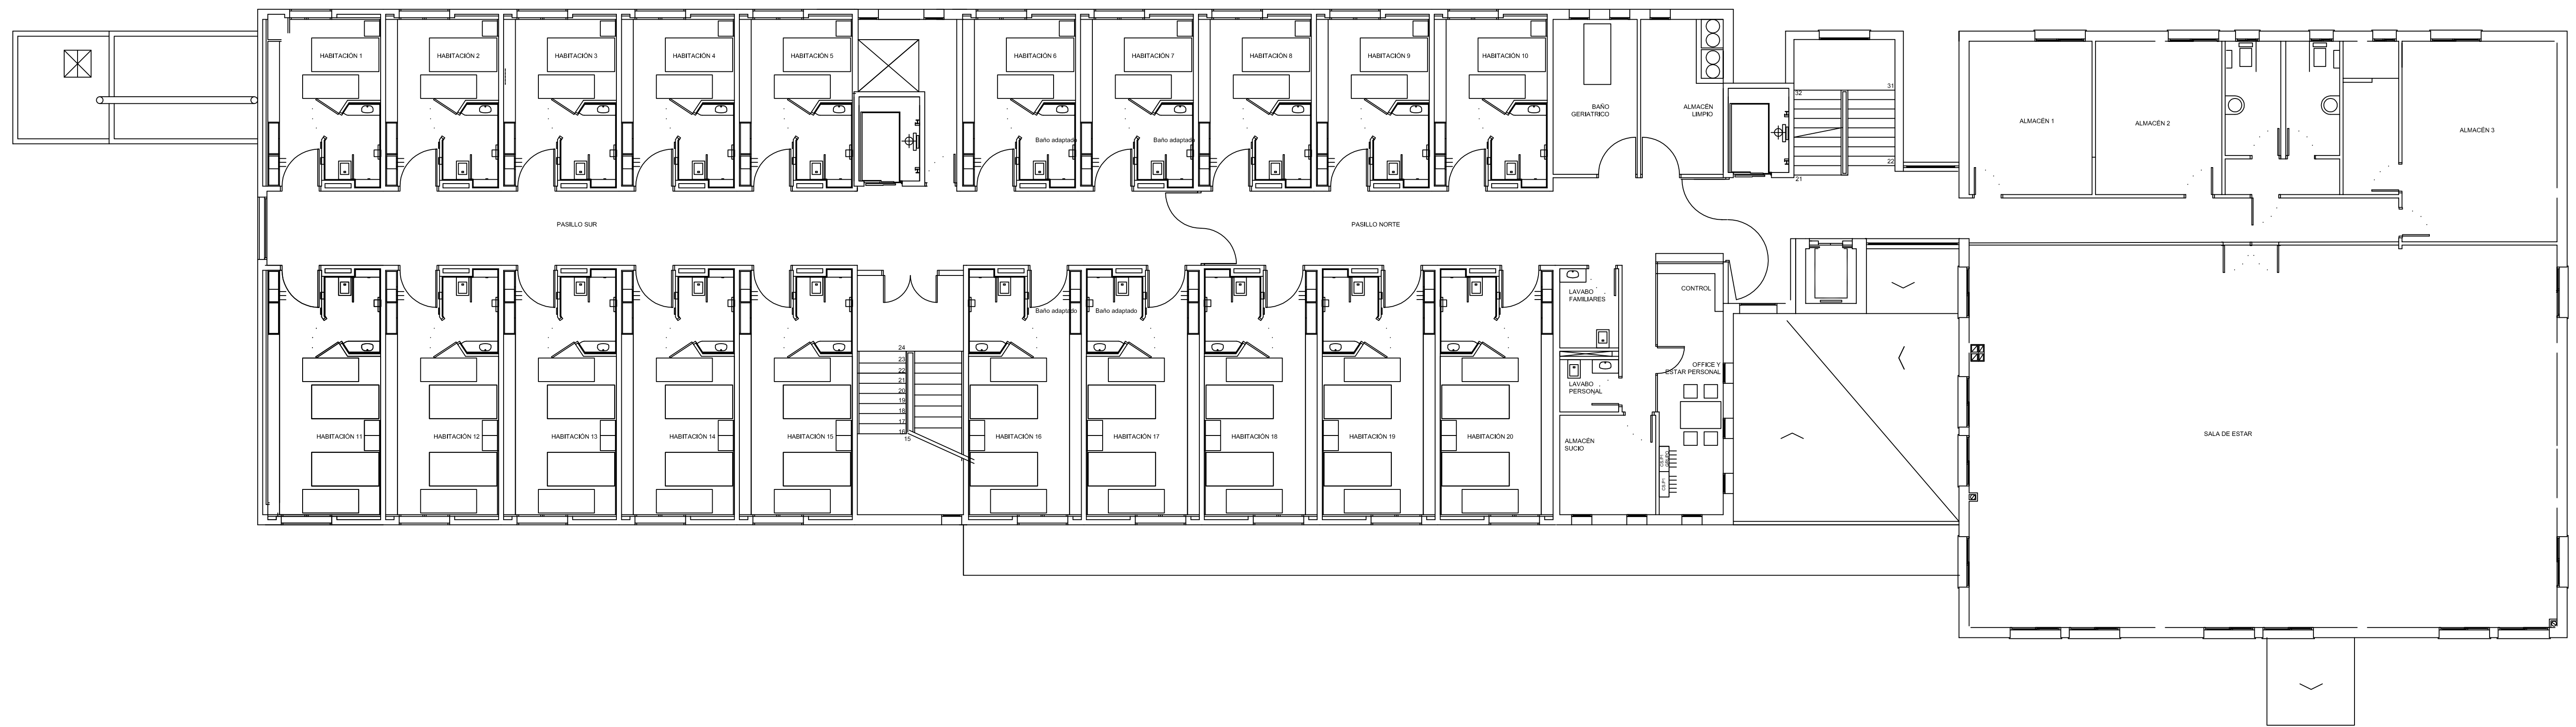 HABITACIÓN 1
HABITACIÓN 2
HABITACIÓN 3
HABITACIÓN 4
HABITACIÓN 5
HABITACIÓN 6
HABITACIÓN 7
HABITACIÓN 8
HABITACIÓN 9
HABITACIÓN 10
BAÑO
GERIATRICO
ALMACÉN
LIMPIO
32
31
22
21
ALMACÉN 1
ALMACÉN 2
ALMACÉN 3
Baño adaptado
Baño adaptado
PASILLO SUR
PASILLO NORTE
LAVABO
FAMILIARES
CONTROL
Baño adaptado
Baño adaptado
24
23
22
21
20
19
18
17
16
15
OFFICE Y
ESTAR PERSONAL
LAVABO
PERSONAL
HABITACIÓN 11
HABITACIÓN 12
HABITACIÓN 13
HABITACIÓN 14
HABITACIÓN 15
HABITACIÓN 16
HABITACIÓN 17
HABITACIÓN 18
HABITACIÓN 19
HABITACIÓN 20
ALMACÉN
SUCIO
SALA DE ESTAR